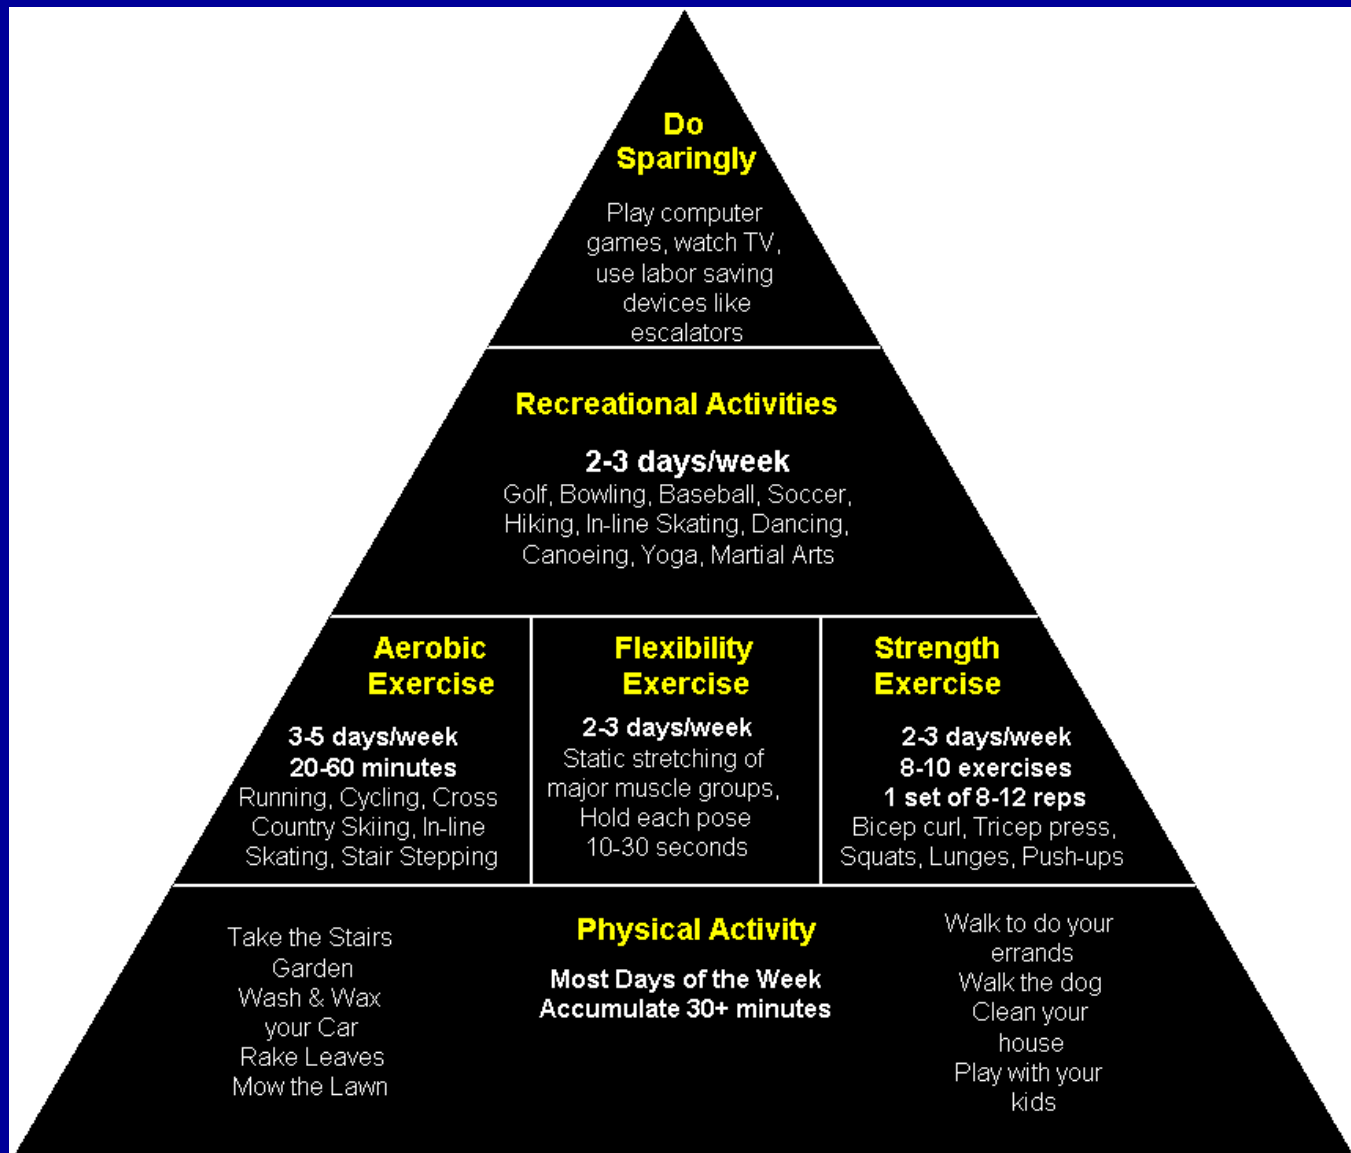 Do
Sparingly
Play computer
games, watch TV,
use labor saving
devices like
escalators
Recreational Activities
2-3 days/week
Golf, Bowling, Baseball, Soccer,
Hiking, In-line Skating, Dancing,
Canoeing, Yoga, Martial Arts
Aerobic
Exercise
3-5 days/week
20-60 minutes
Running, Cycling, Cross
Country Skiing, In-line
Skating, Stair Stepping
Flexibility
Exercise
2-3 days/week
Static stretching of
major muscle groups,
Hold each pose
10-30 seconds
Strength
Exercise
2-3 days/week
8-10 exercises
1 set of 8-12 reps
Bicep curl, Tricep press,
Squats, Lunges, Push-ups
Take the Stairs
Garden
Wash & Wax
your Car
Rake Leaves
Mow the Lawn
Physical Activity
Most Days of the Week
Accumulate 30+ minutes
Walk to do your
errands
Walk the dog
Clean your
house
Play with your
kids